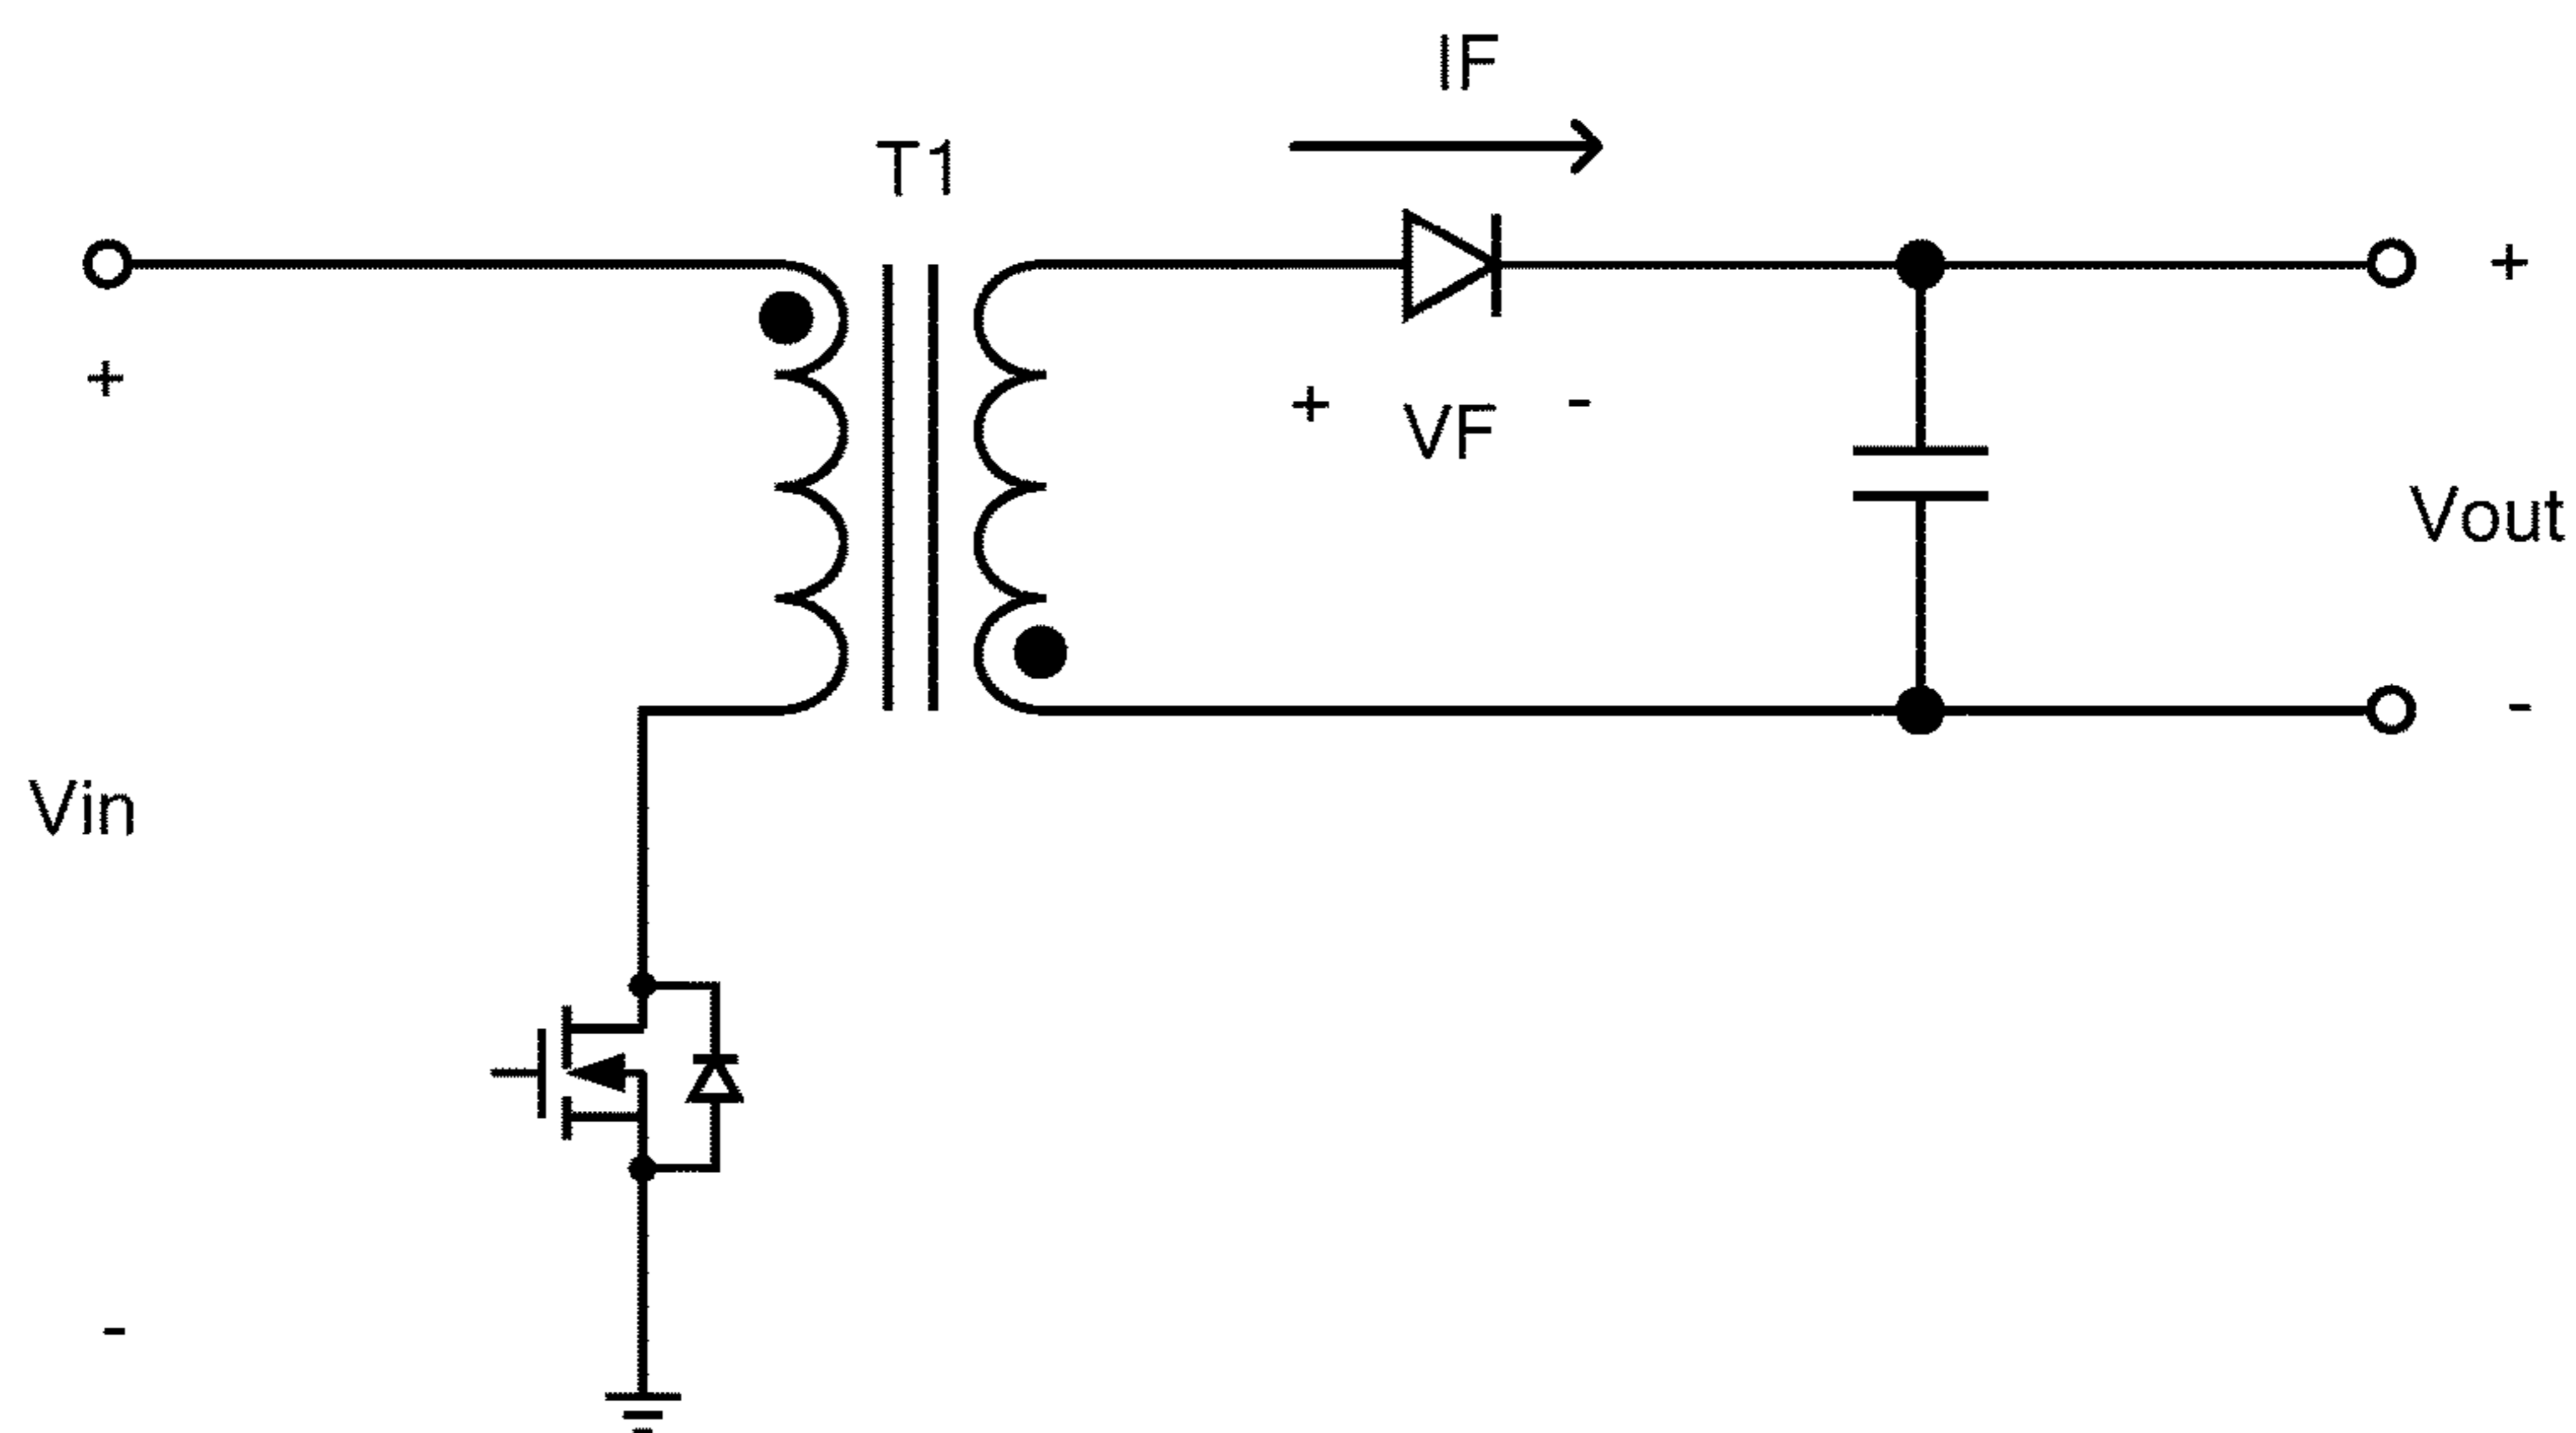 IF
T1
+
+
+ VF -
Vout
-
Vin
-